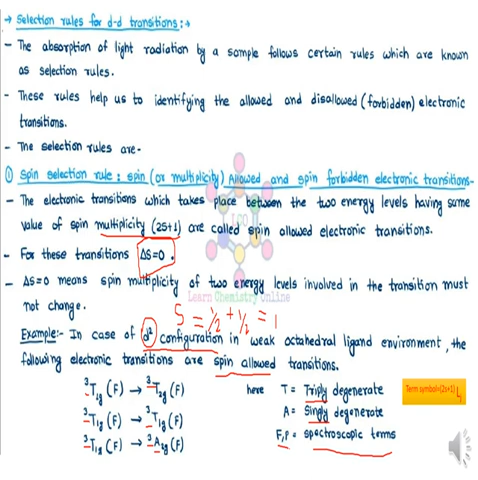 → Selection rules for d-d transitions:→
- The absorption of light radiation by a sample follows certain rules which are known
as selection rules.
- These rules help us to identifying the allowed and disallowed (forbidden) electronic
transitions.
- The selection rules are-
① Spin selection rule: spin (or multiplicity) Allowed and spin forbidden electronic transitions-
- The electronic transitions which takes place between the two energy levels having same
value of spin multiplicity (2s+1) are called spin allowed electronic transitions.
LCO
- For these transitions ΔS=0.
- ΔS=0 means spin multiplicity of two energy levels involved in the transition must
not change.
Learn Chemistry Online
S = 1/2 + 1/2 = 1
Example:- In case of d² configuration in weak octahedral ligand environment, the
following electronic transitions are spin allowed transitions.
³T₁g(F) → ³T₂g(F) here T = Triply degenerate
³T₁g(F) → ³T₁g(F) A = Singly degenerate
³T₁g(F) → ³A₂g(F) F,P = spectroscopic terms
Term symbol=(2s+1) L